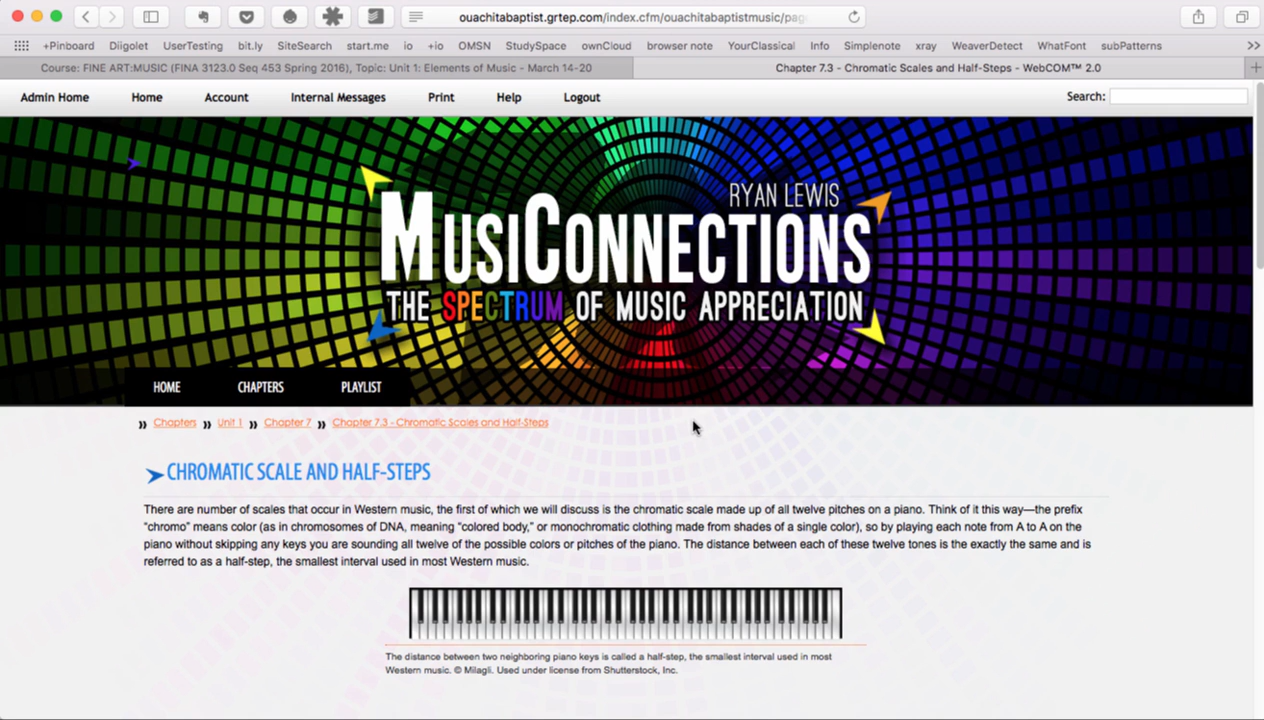 ouachitabaptist.grtep.com/index.cfm/ouachitabaptistmusic/pag
+Pinboard Diigolet UserTesting bit.ly SiteSearch start.me io +io OMSN StudySpace ownCloud browser note YourClassical Info Simplenote xray WeaverDetect WhatFont subPatterns
Course: FINE ART:MUSIC (FINA 3123.0 Seq 453 Spring 2016), Topic: Unit 1: Elements of Music - March 14-20
Chapter 7.3 - Chromatic Scales and Half-Steps - WebCOM™ 2.0
Admin Home Home Account Internal Messages Print Help Logout Search:
RYAN LEWIS
MUSICONNECTIONS
THE SPECTRUM OF MUSIC APPRECIATION
HOME CHAPTERS PLAYLIST
» Chapters » Unit 1 » Chapter 7 » Chapter 7.3 - Chromatic Scales and Half-Steps
CHROMATIC SCALE AND HALF-STEPS
There are number of scales that occur in Western music, the first of which we will discuss is the chromatic scale made up of all twelve pitches on a piano. Think of it this way—the prefix
"chromo" means color (as in chromosomes of DNA, meaning "colored body," or monochromatic clothing made from shades of a single color), so by playing each note from A to A on the
piano without skipping any keys you are sounding all twelve of the possible colors or pitches of the piano. The distance between each of these twelve tones is the exactly the same and is
referred to as a half-step, the smallest interval used in most Western music.
The distance between two neighboring piano keys is called a half-step, the smallest interval used in most
Western music. © Milagli. Used under license from Shutterstock, Inc.